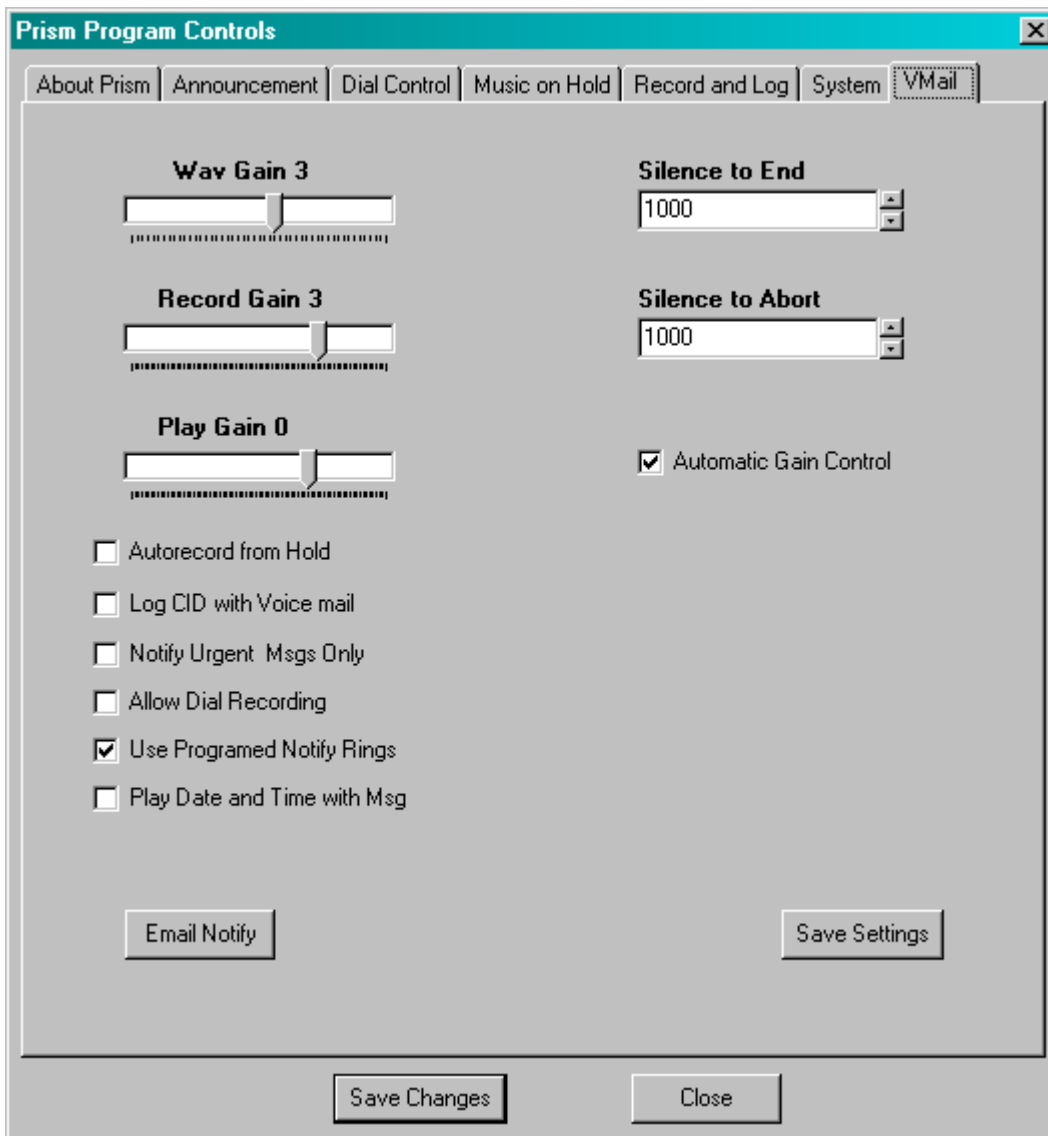 Prism Program Controls
About Prism Announcement Dial Control Music on Hold Record and Log System VMail
Wav Gain 3
Silence to End
1000
Record Gain 3
Silence to Abort
1000
Play Gain 0
Automatic Gain Control
Autorecord from Hold
Log CID with Voice mail
Notify Urgent Msgs Only
Allow Dial Recording
Use Programed Notify Rings
Play Date and Time with Msg
Email Notify
Save Settings
Save Changes
Close